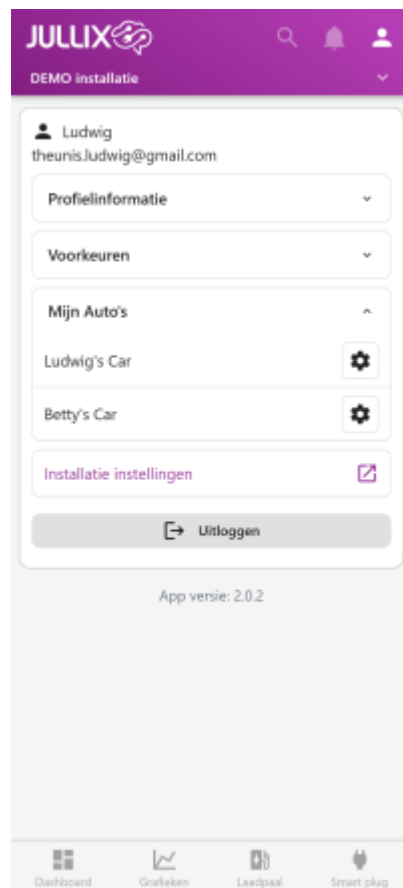 JULLIX
DEMO installatie
Ludwig
theunis.ludwig@gmail.com
Profielinformatie
Voorkeuren
Mijn Auto's
Ludwig's Car
Betty's Car
Installatie instellingen
Uitloggen
App versie: 2.0.2
Dashboard Grafieken Laadpaal Smart plug